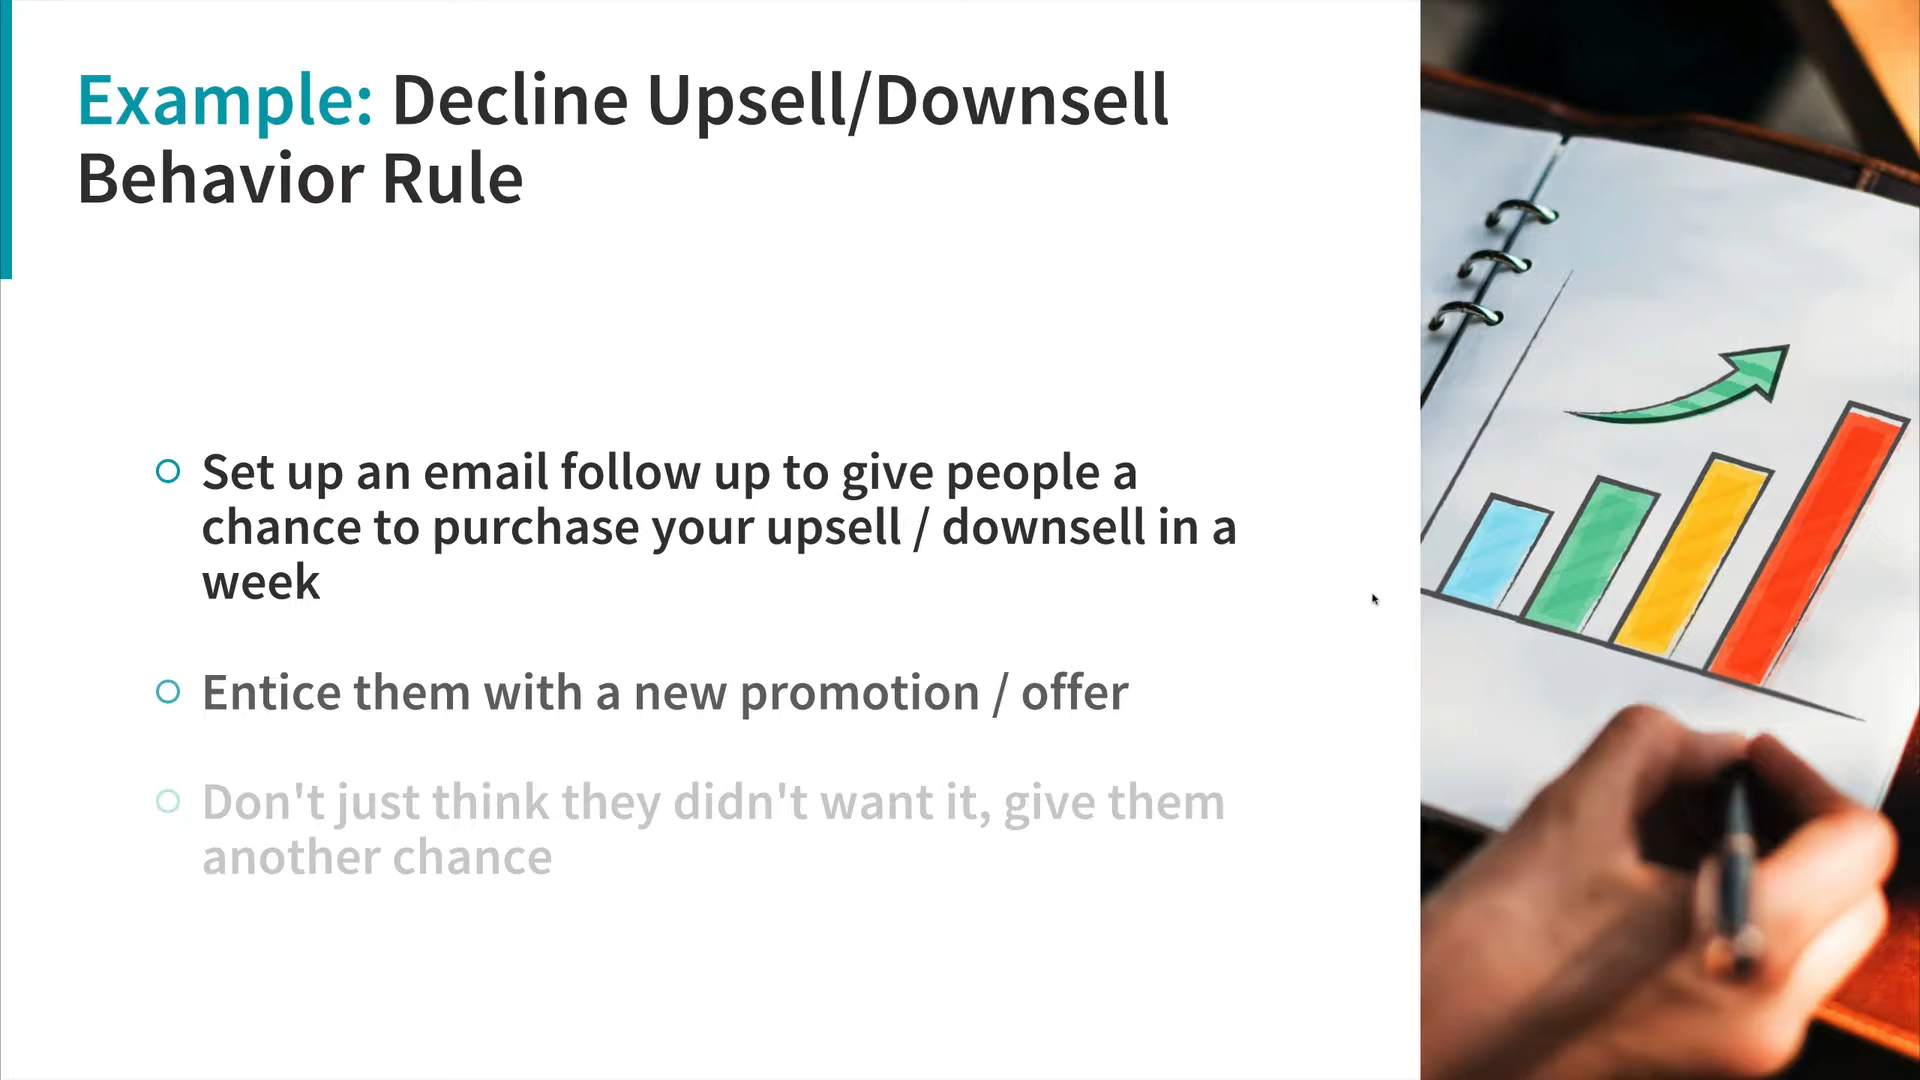 Example: Decline Upsell/Downsell
Behavior Rule
Set up an email follow up to give people a
chance to purchase your upsell / downsell in a
week
Entice them with a new promotion / offer
Don't just think they didn't want it, give them
another chance